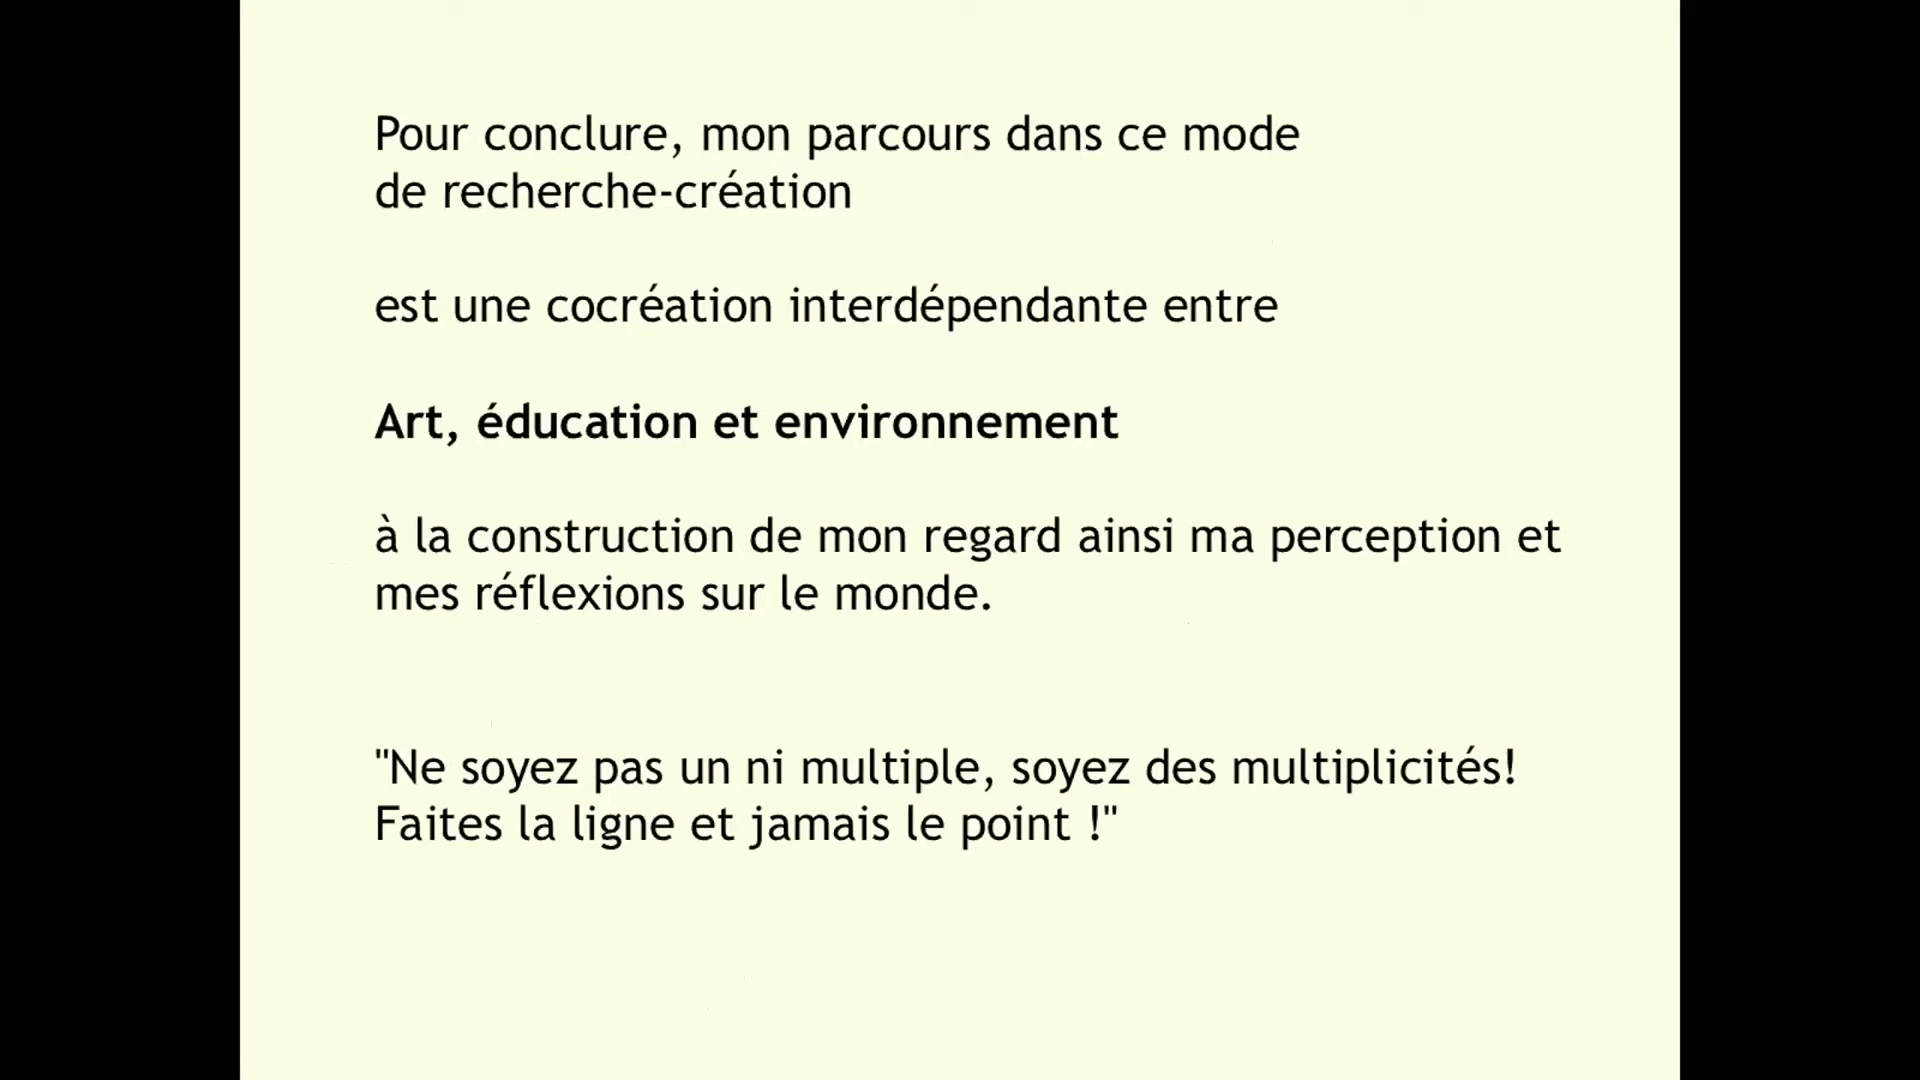 Pour conclure, mon parcours dans ce mode
de recherche-création
est une cocréation interdépendante entre
Art, éducation et environnement
à la construction de mon regard ainsi ma perception et
mes réflexions sur le monde.
"Ne soyez pas un ni multiple, soyez des multiplicités!
Faites la ligne et jamais le point !"